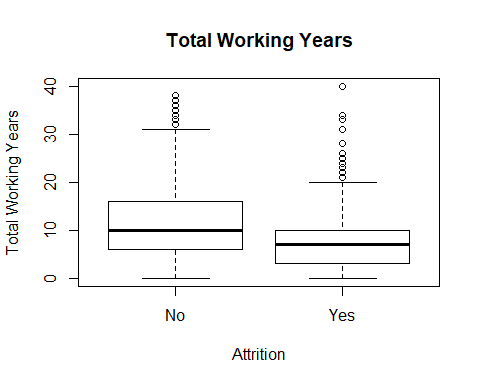 Total Working Years
Total Working Years
40
30
20
10
0
No Yes
Attrition